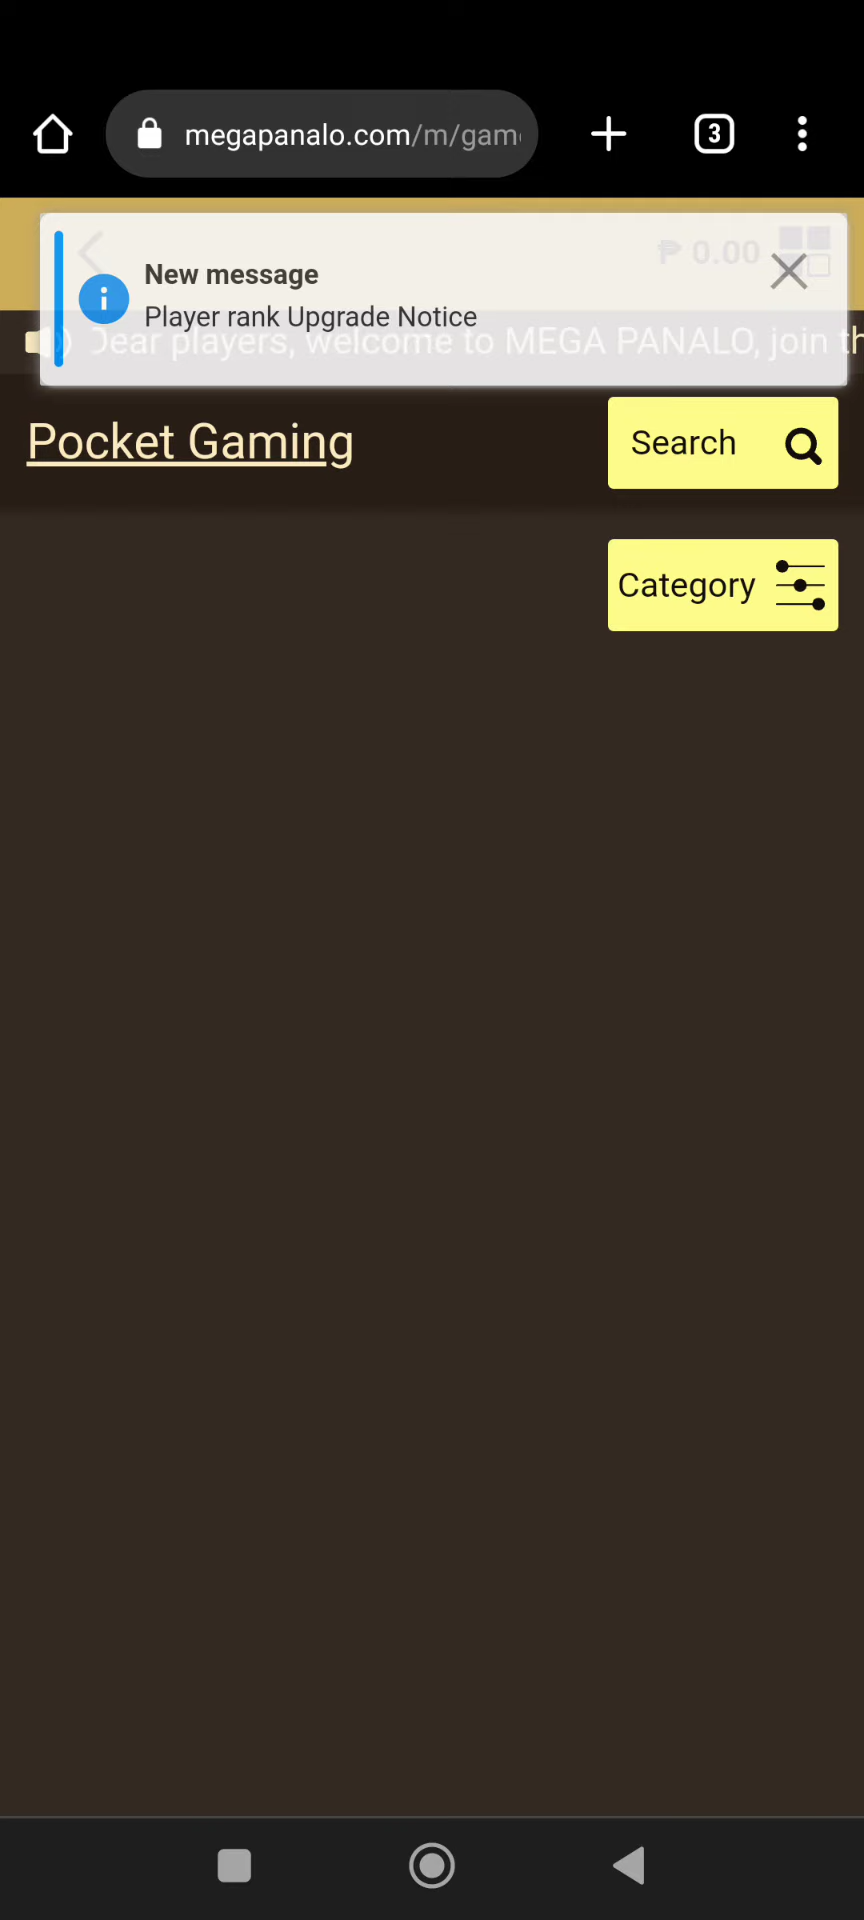 megapanalo.com/m/gam
3
₱ 0.00
New message
Player rank Upgrade Notice
Dear players, welcome to MEGA PANALO, join th
Pocket Gaming
Search
Category